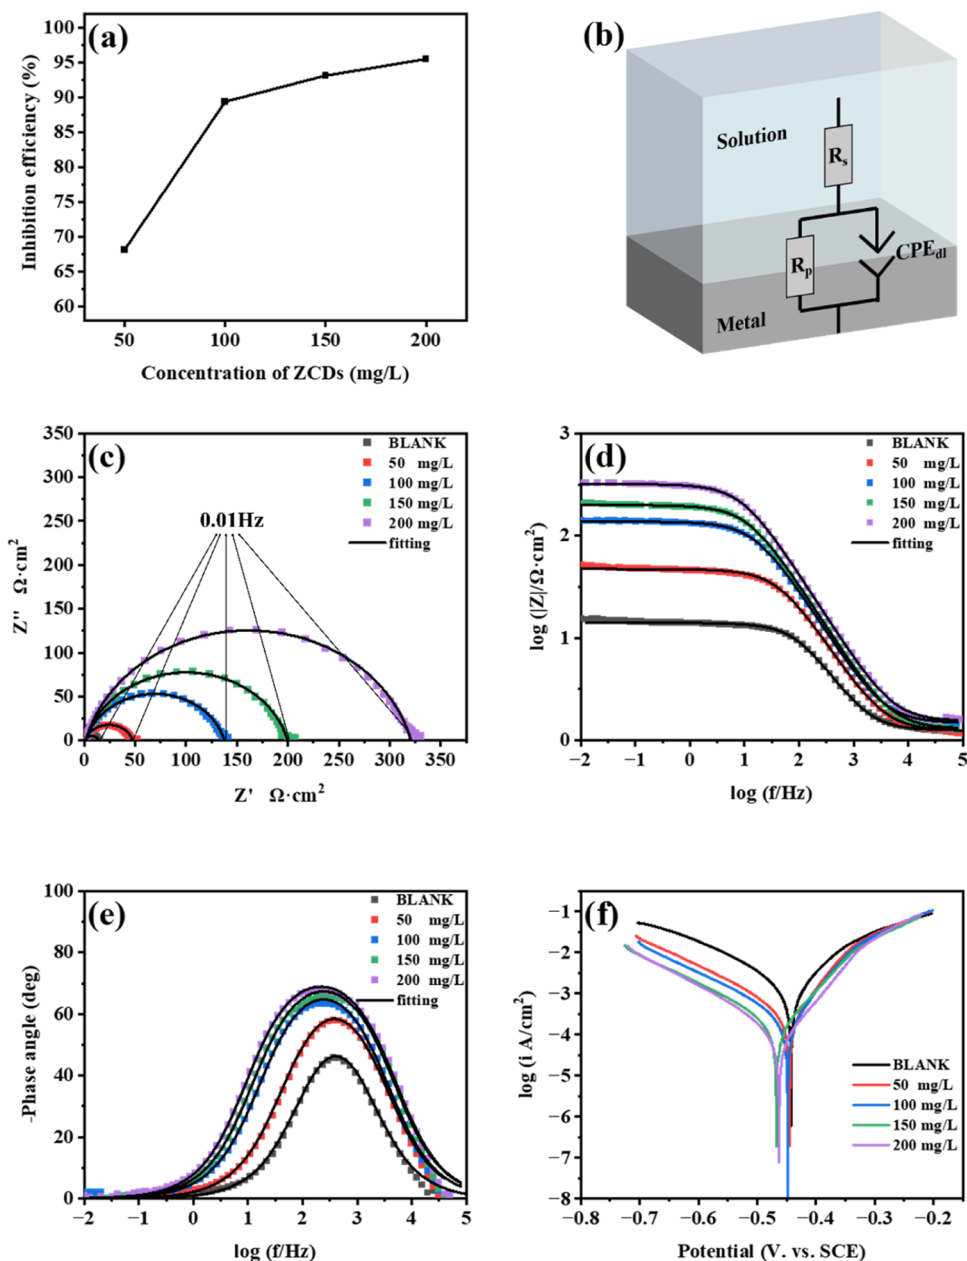 (a)
Inhibition efficiency (%)
100
95
90
85
80
75
70
65
60
50
100
150
200
Concentration of ZCDs (mg/L)
(b)
Solution
Rs
Rp
CPEdl
Metal
(c)
Z'' Ω·cm2
350
300
250
200
150
100
50
0
0 50 100 150 200 250 300 350
Z' Ω·cm2
BLANK
50 mg/L
100 mg/L
150 mg/L
200 mg/L
fitting
0.01Hz
(d)
log (|Z|/Ω·cm2)
3
2
1
0
−2 −1 0 1 2 3 4 5
log (f/Hz)
BLANK
50 mg/L
100 mg/L
150 mg/L
200 mg/L
fitting
(e)
-Phase angle (deg)
100
80
60
40
20
0
−2 −1 0 1 2 3 4 5
log (f/Hz)
BLANK
50 mg/L
100 mg/L
150 mg/L
200 mg/L
fitting
(f)
log (i A/cm2)
−1
−2
−3
−4
−5
−6
−7
−8
−0.8 −0.7 −0.6 −0.5 −0.4 −0.3 −0.2
Potential (V. vs. SCE)
BLANK
50 mg/L
100 mg/L
150 mg/L
200 mg/L